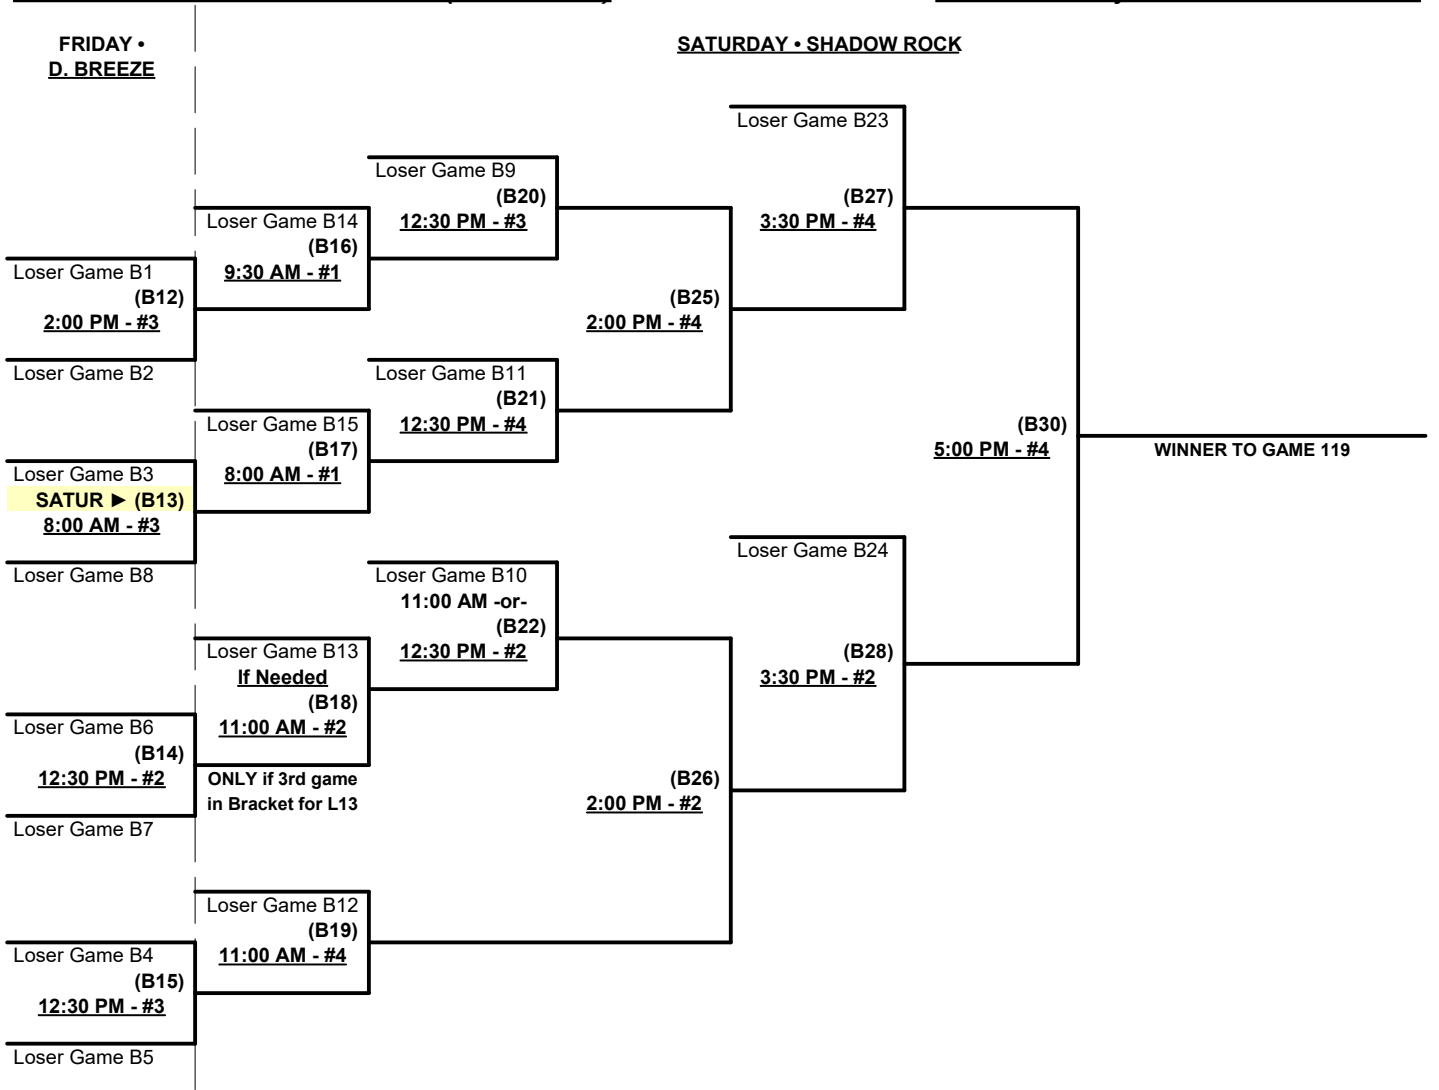 FRIDAY •
D. BREEZE
SATURDAY • SHADOW ROCK
Loser Game B23
(B27)
3:30 PM - #4
Loser Game B9
(B20)
12:30 PM - #3
Loser Game B14
(B16)
9:30 AM - #1
Loser Game B1
(B12)
2:00 PM - #3
Loser Game B2
(B25)
2:00 PM - #4
Loser Game B11
(B21)
12:30 PM - #4
Loser Game B15
(B17)
8:00 AM - #1
Loser Game B3
SATUR ► (B13)
8:00 AM - #3
Loser Game B8
(B30)
5:00 PM - #4
WINNER TO GAME 119
Loser Game B24
(B28)
3:30 PM - #2
Loser Game B10
11:00 AM -or-
(B22)
12:30 PM - #2
Loser Game B13
If Needed
(B18)
11:00 AM - #2
ONLY if 3rd game
in Bracket for L13
Loser Game B6
(B14)
12:30 PM - #2
Loser Game B7
(B26)
2:00 PM - #2
Loser Game B12
(B19)
11:00 AM - #4
Loser Game B4
(B15)
12:30 PM - #3
Loser Game B5